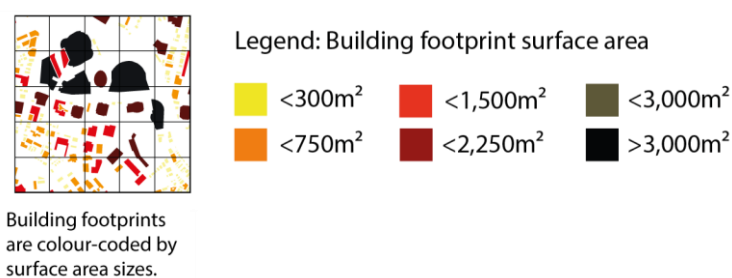 Legend: Building footprint surface area
<300m² <1,500m² <3,000m²
<750m² <2,250m² >3,000m²
Building footprints
are colour-coded by
surface area sizes.